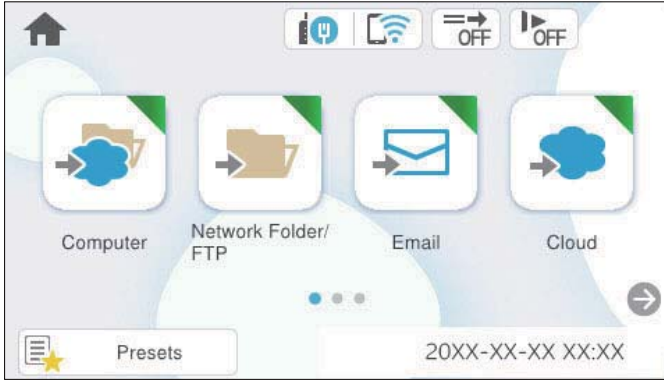 OFF
OFF
Computer
Network Folder/
FTP
Email
Cloud
Presets
20XX-XX-XX XX:XX